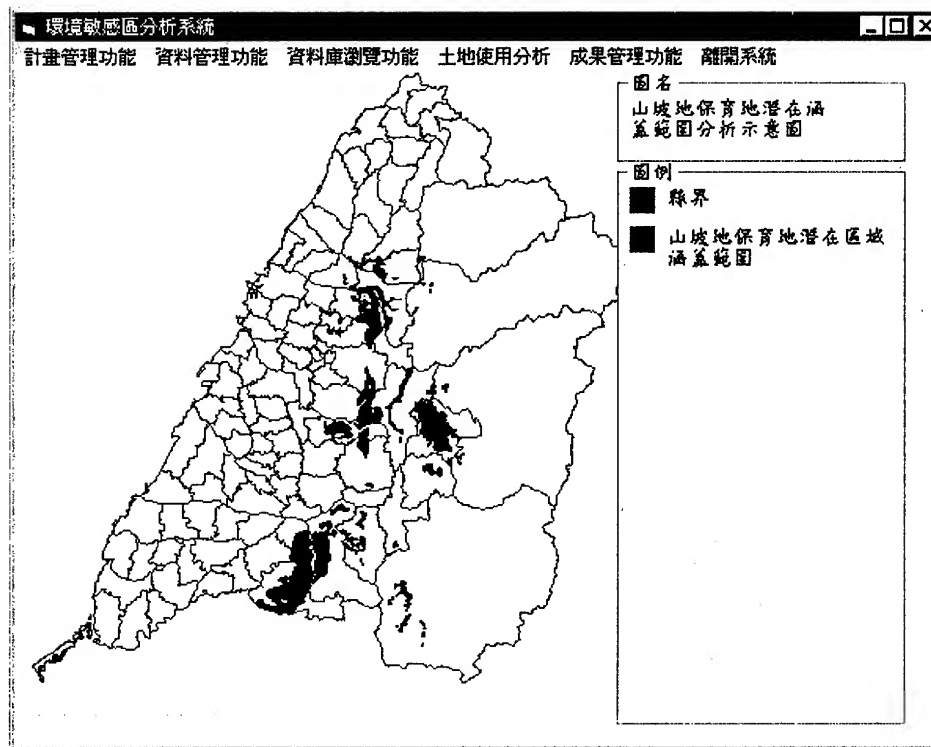 環境敏感區分析系統
計畫管理功能 資料管理功能 資料庫瀏覽功能 土地使用分析 成果管理功能 離開系統
圖名
山坡地保育地潛在涵
蓋範圍分析示意圖
圖例
縣界
山坡地保育地潛在區域
涵蓋範圍